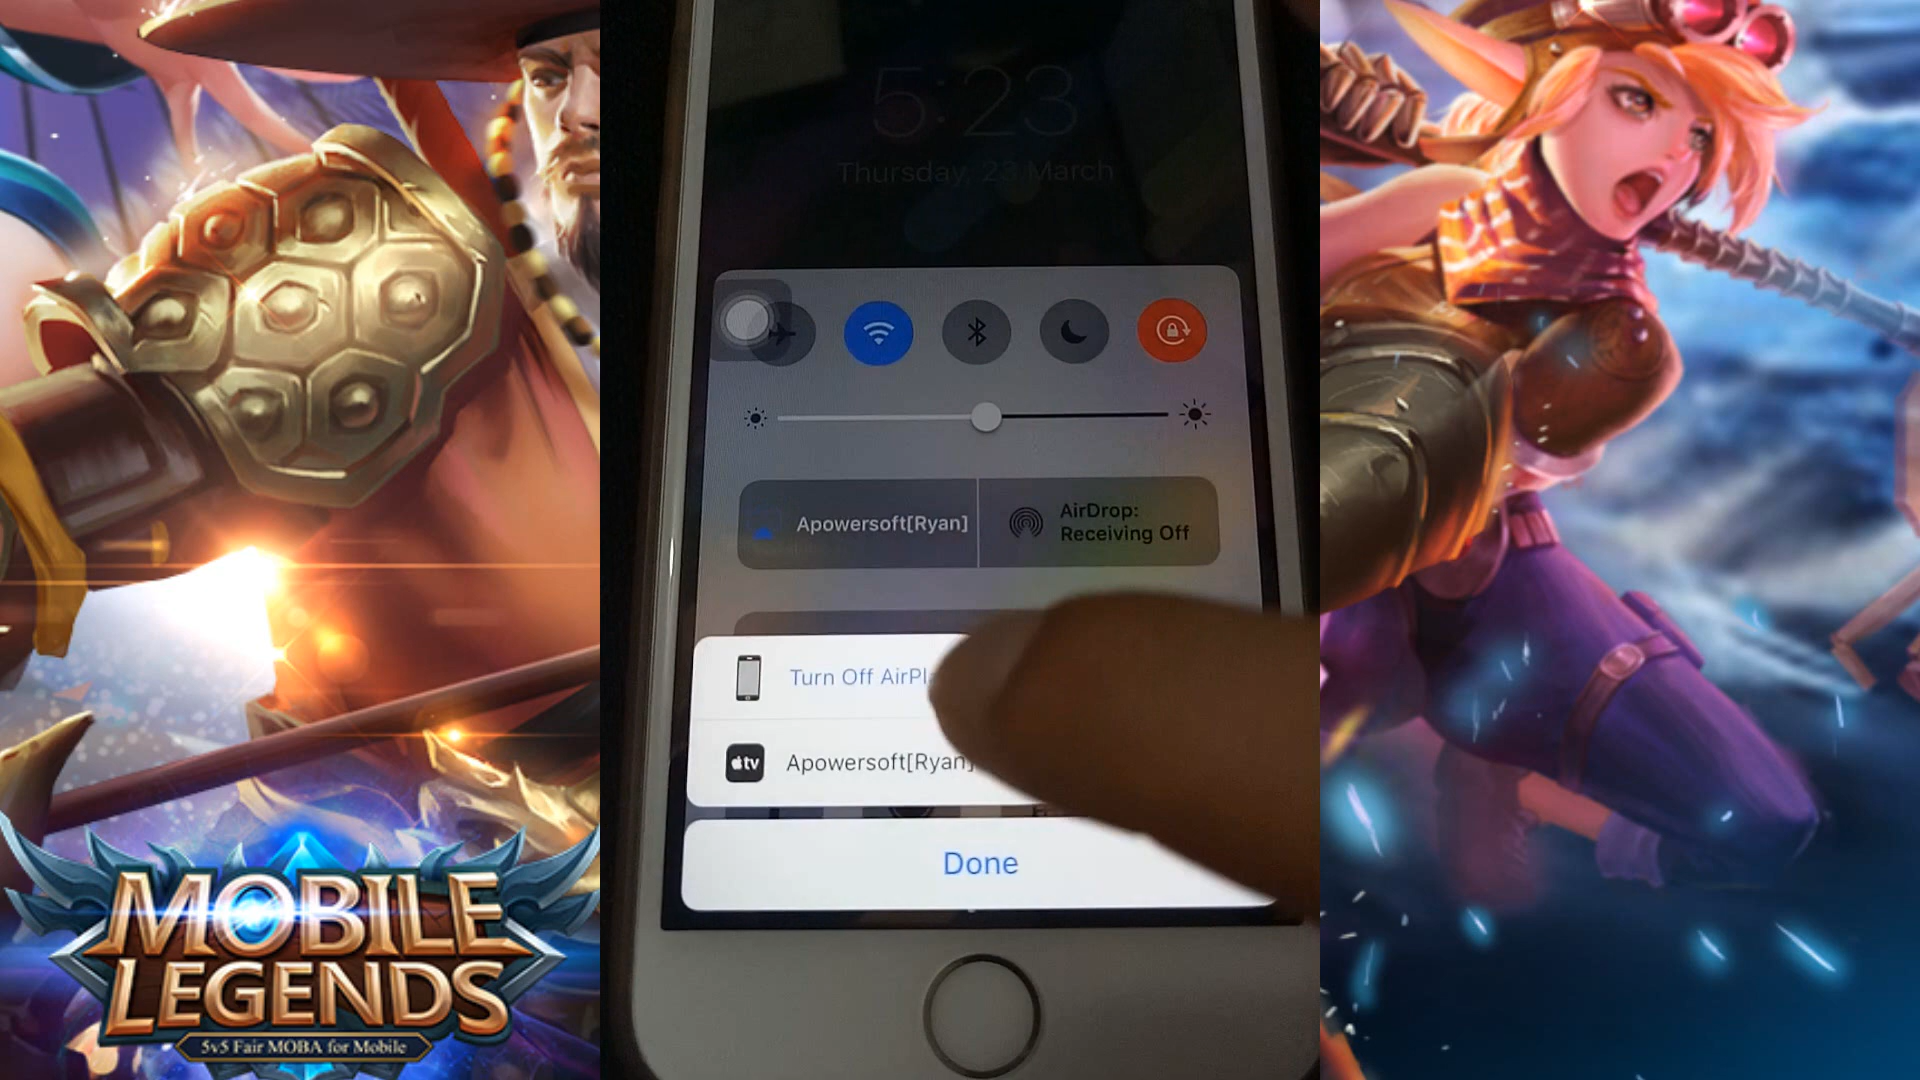 5:23
Thursday, 23 March
Apowersoft[Ryan]
AirDrop:
Receiving Off
Turn Off AirPla
tv
Apowersoft[Ryan]
Done
MOBILE
LEGENDS
5v5 Fair MOBA for Mobile